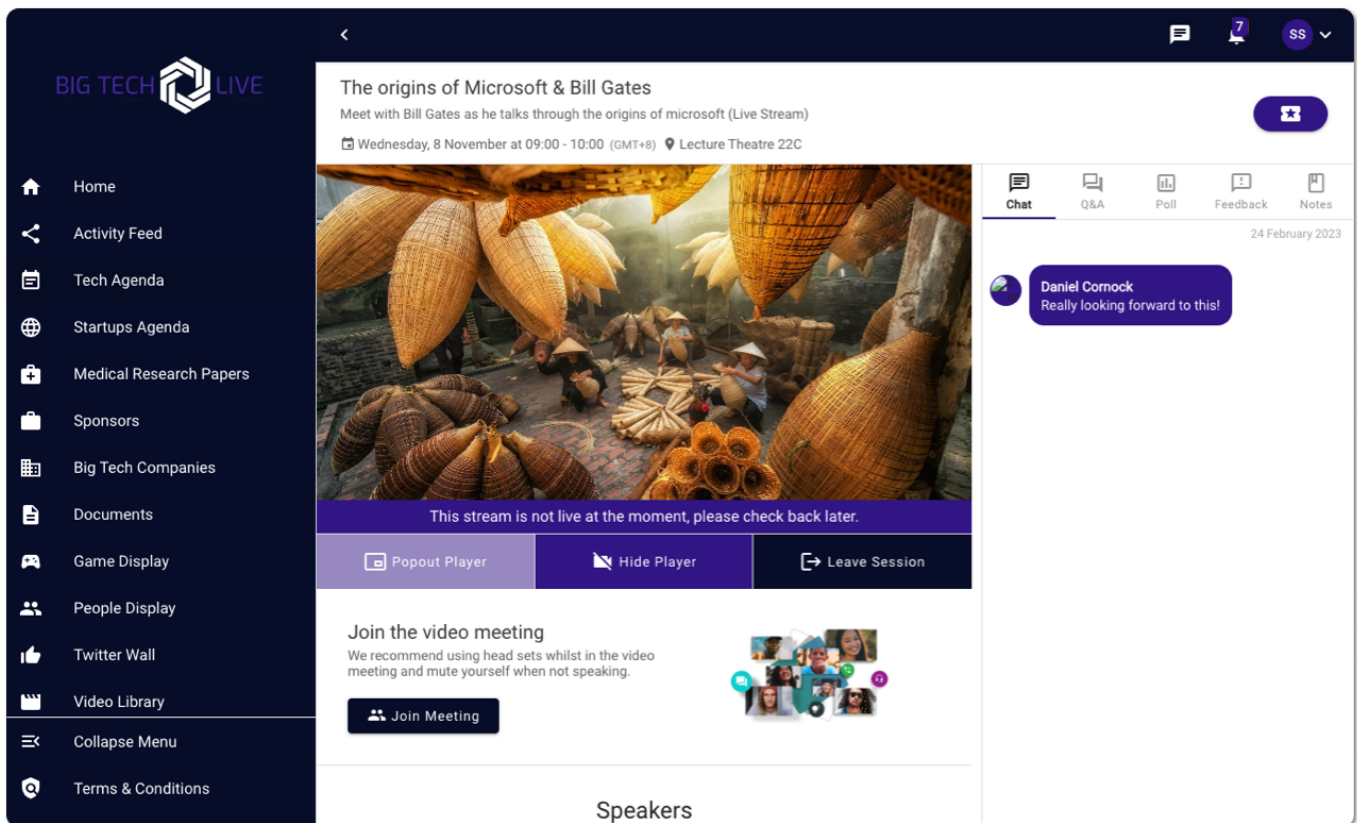 BIG TECH LIVE
7
SS
The origins of Microsoft & Bill Gates
Meet with Bill Gates as he talks through the origins of microsoft (Live Stream)
Wednesday, 8 November at 09:00 - 10:00 (GMT+8) Lecture Theatre 22C
Home
Activity Feed
Tech Agenda
Startups Agenda
Medical Research Papers
Sponsors
Big Tech Companies
Documents
Game Display
People Display
Twitter Wall
Video Library
Collapse Menu
Terms & Conditions
This stream is not live at the moment, please check back later.
Popout Player
Hide Player
Leave Session
Join the video meeting
We recommend using head sets whilst in the video
meeting and mute yourself when not speaking.
Join Meeting
Speakers
Chat
Q&A
Poll
Feedback
Notes
24 February 2023
Daniel Cornock
Really looking forward to this!